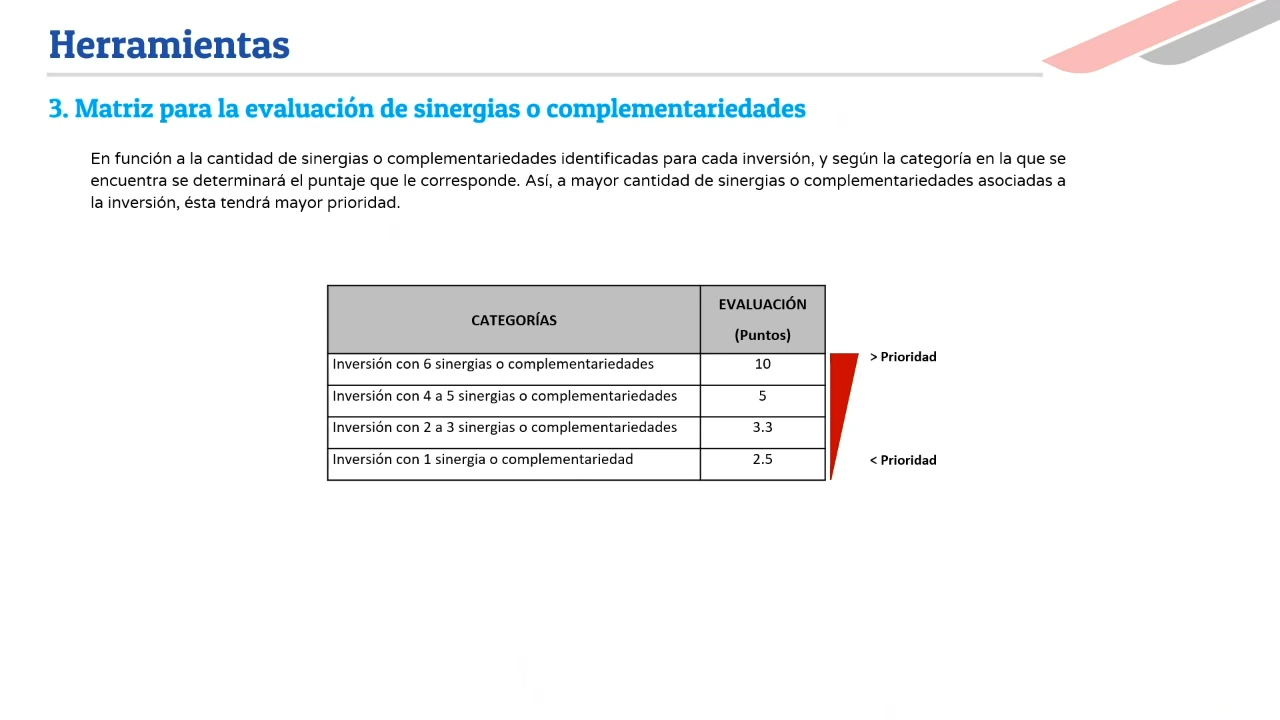 Herramientas
3. Matriz para la evaluación de sinergias o complementariedades
En función a la cantidad de sinergias o complementariedades identificadas para cada inversión, y según la categoría en la que se
encuentra se determinará el puntaje que le corresponde. Así, a mayor cantidad de sinergias o complementariedades asociadas a
la inversión, ésta tendrá mayor prioridad.
CATEGORÍAS
EVALUACIÓN
(Puntos)
Inversión con 6 sinergias o complementariedades 10
> Prioridad
Inversión con 4 a 5 sinergias o complementariedades 5
Inversión con 2 a 3 sinergias o complementariedades 3.3
Inversión con 1 sinergia o complementariedad 2.5
< Prioridad